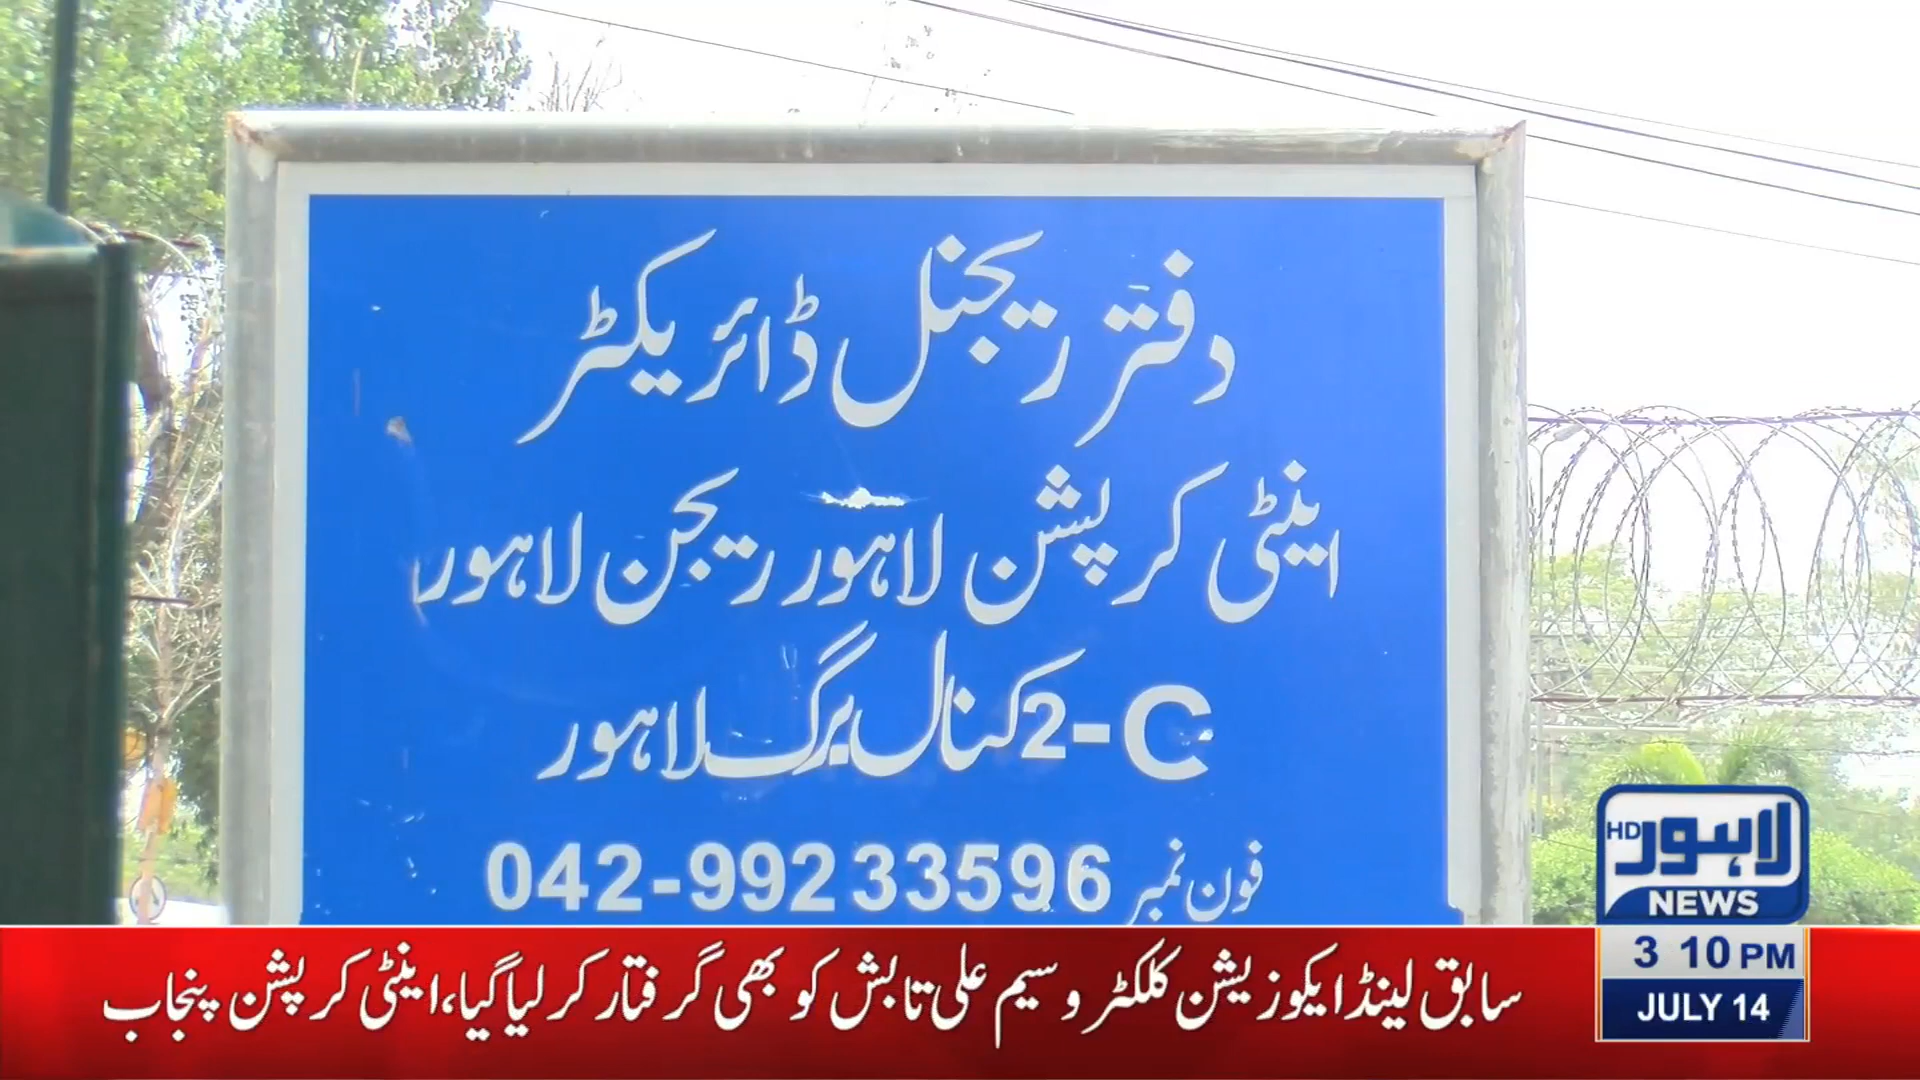 دفتر ریجنل ڈائریکٹر
اینٹی کرپشن لاہور ریجن لاہور
2-C کنال برگ لاہور
فون نمبر 042-99233596
HD لاہور
NEWS
3 10 PM
JULY 14
سابق لینڈ ایکوزیشن کلکٹر وسیم علی تابش کو بھی گرفتار کر لیا گیا، اینٹی کرپشن پنجاب